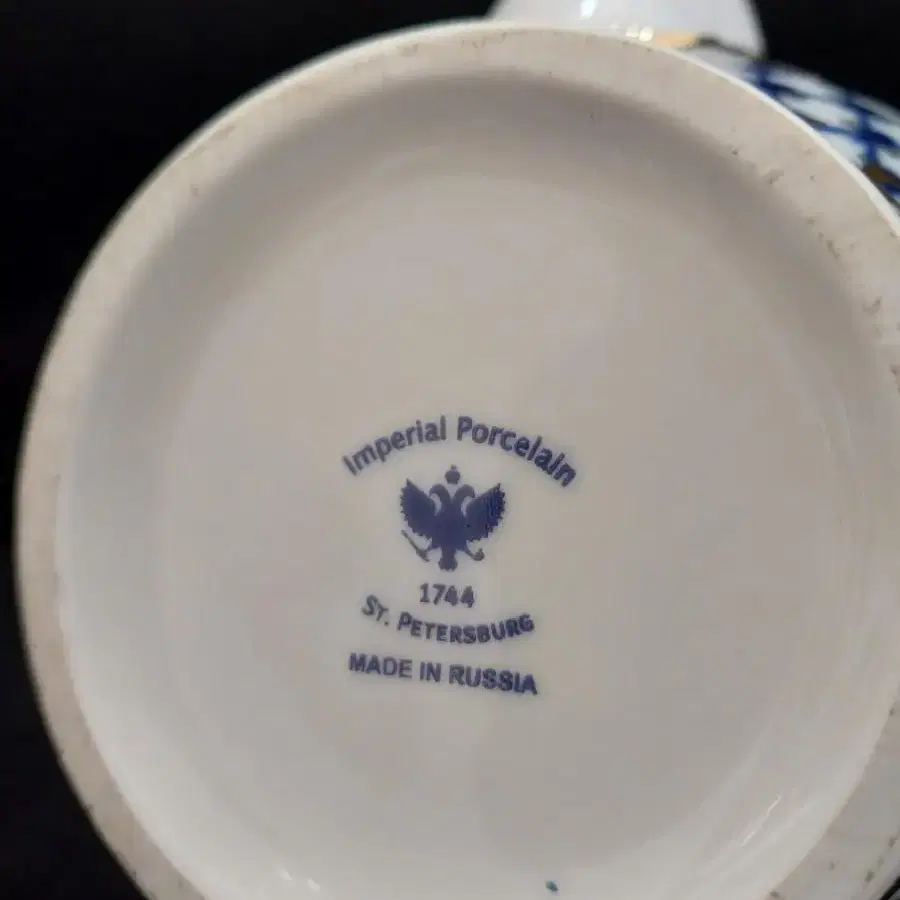 Imperial Porcelain
1744
ST. PETERSBURG
MADE IN RUSSIA